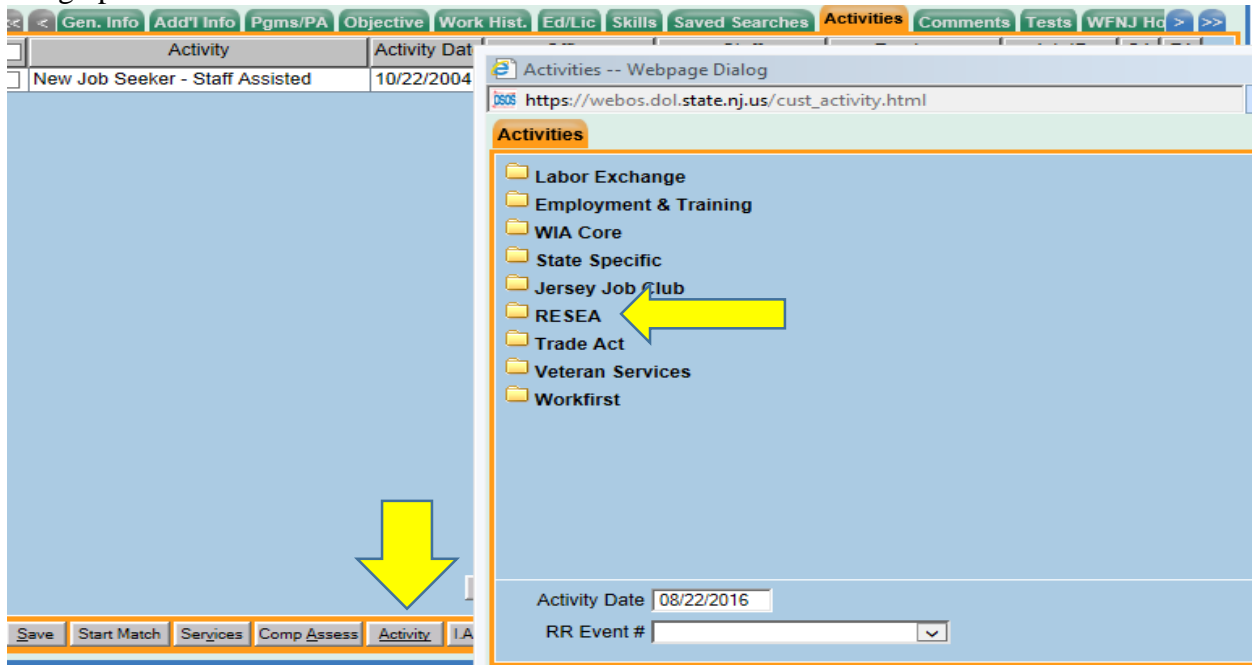 Gen. Info Add'l Info Pgms/PA Objective Work Hist. Ed/Lic Skills Saved Searches Activities Comments Tests WFNJ > >>
Activity Activity Dat
New Job Seeker - Staff Assisted 10/22/2004
Activities -- Webpage Dialog
https://webos.dol.state.nj.us/cust_activity.html
Activities
Labor Exchange
Employment & Training
WIA Core
State Specific
Jersey Job Club
RESEA
Trade Act
Veteran Services
Workfirst
Activity Date 08/22/2016
RR Event #
Save Start Match Services Comp Assess Activity I.A